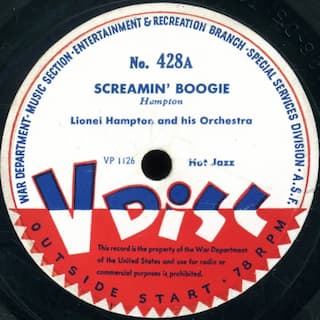 WAR DEPARTMENT - MUSIC SECTION - ENTERTAINMENT & RECREATION BRANCH - SPECIAL SERVICES DIVISION - A.S.F.
No. 428A
SCREAMIN' BOOGIE
Hampton
Lionel Hampton and his Orchestra
VP 1126
Hot Jazz
V DISC
This record is the property of the War Department
of the United States and use for radio or
commercial purposes is prohibited.
OUTSIDE START · 78 RPM